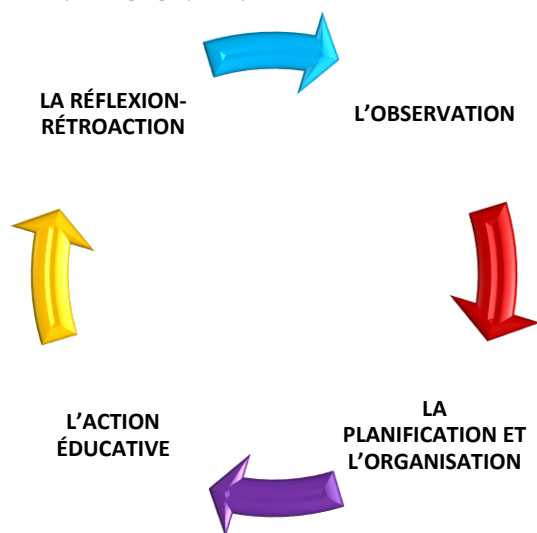 LA RÉFLEXION-
RÉTROACTION
L'OBSERVATION
LA
PLANIFICATION ET
L'ORGANISATION
L'ACTION
ÉDUCATIVE